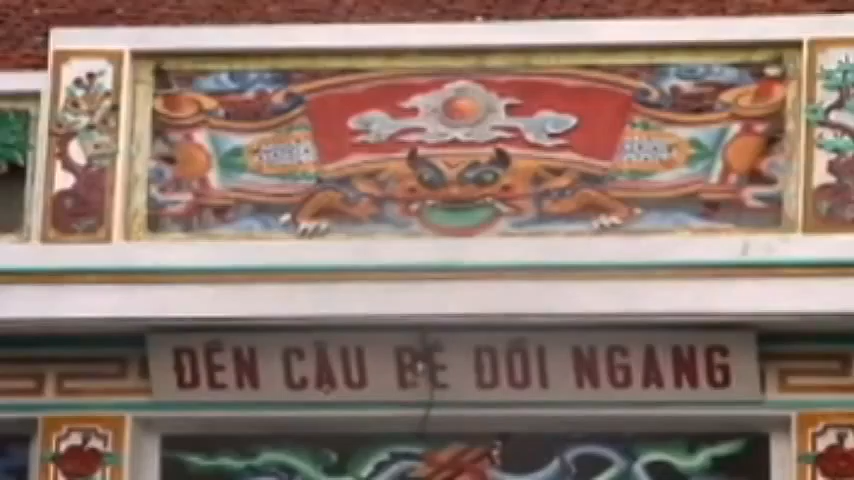 ĐỀN CẬU BÉ ĐỒI NGANG